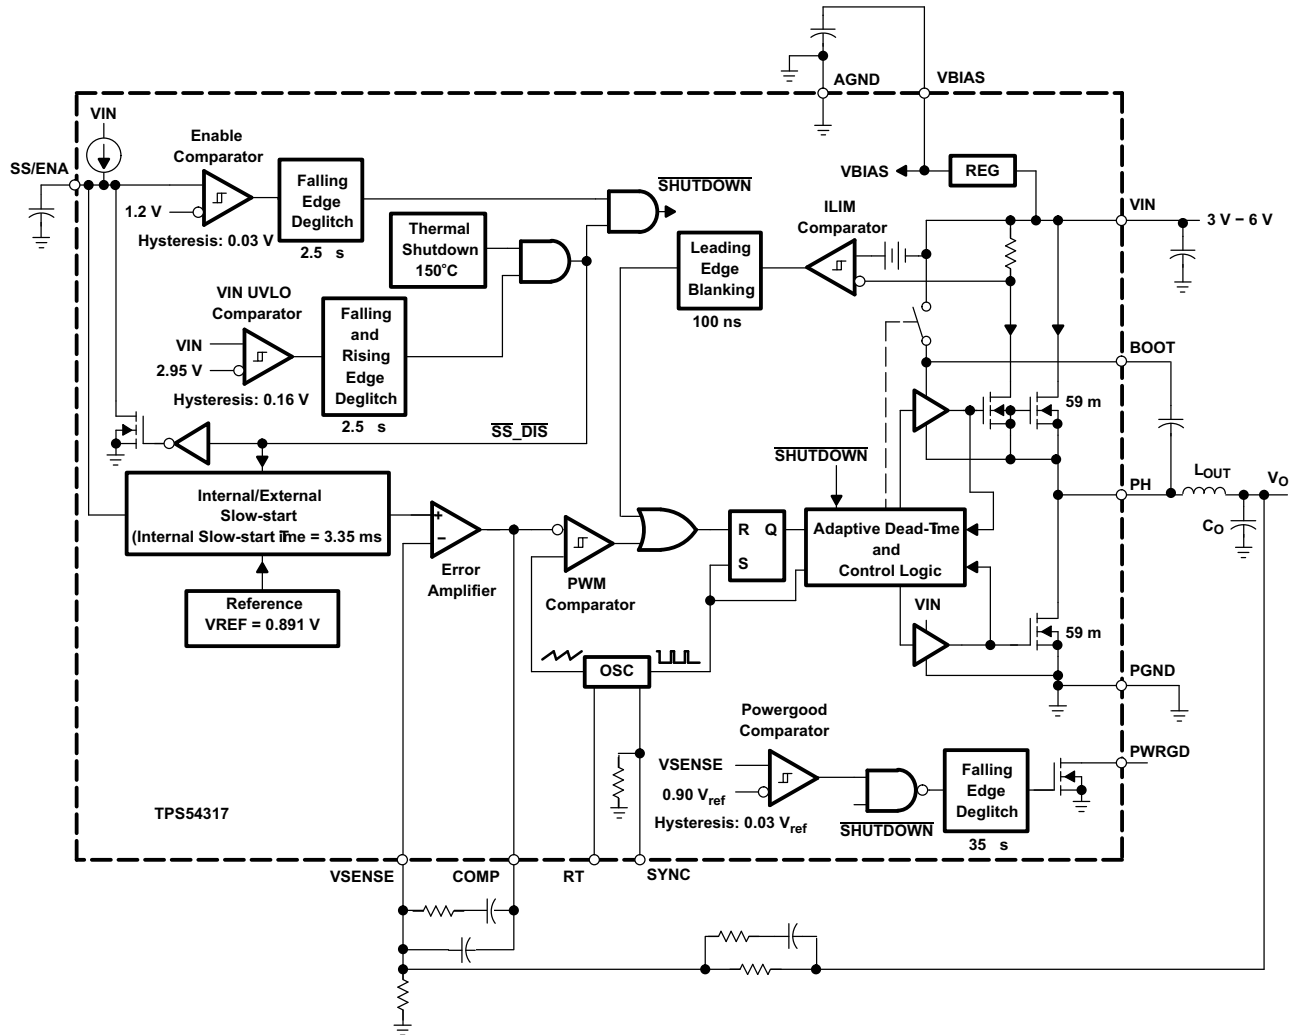 AGND
VBIAS
VIN
Enable
Comparator
SS/ENA
1.2 V
Hysteresis: 0.03 V
Falling
Edge
Deglitch
2.5 s
SHUTDOWN
Thermal
Shutdown
150°C
VBIAS
REG
ILIM
Comparator
VIN
3 V – 6 V
Leading
Edge
Blanking
100 ns
VIN UVLO
Comparator
VIN
2.95 V
Hysteresis: 0.16 V
Falling
and
Rising
Edge
Deglitch
2.5 s
BOOT
59 m
SS_DIS
SHUTDOWN
Internal/External
Slow-start
(Internal Slow-start Time = 3.35 ms
Reference
VREF = 0.891 V
+
−
Error
Amplifier
PWM
Comparator
R Q
S
Adaptive Dead-Time
and
Control Logic
PH
LOUT
VO
CO
VIN
59 m
OSC
PGND
Powergood
Comparator
VSENSE
0.90 Vref
Hysteresis: 0.03 Vref
SHUTDOWN
Falling
Edge
Deglitch
35 s
PWRGD
TPS54317
VSENSE
COMP
RT
SYNC